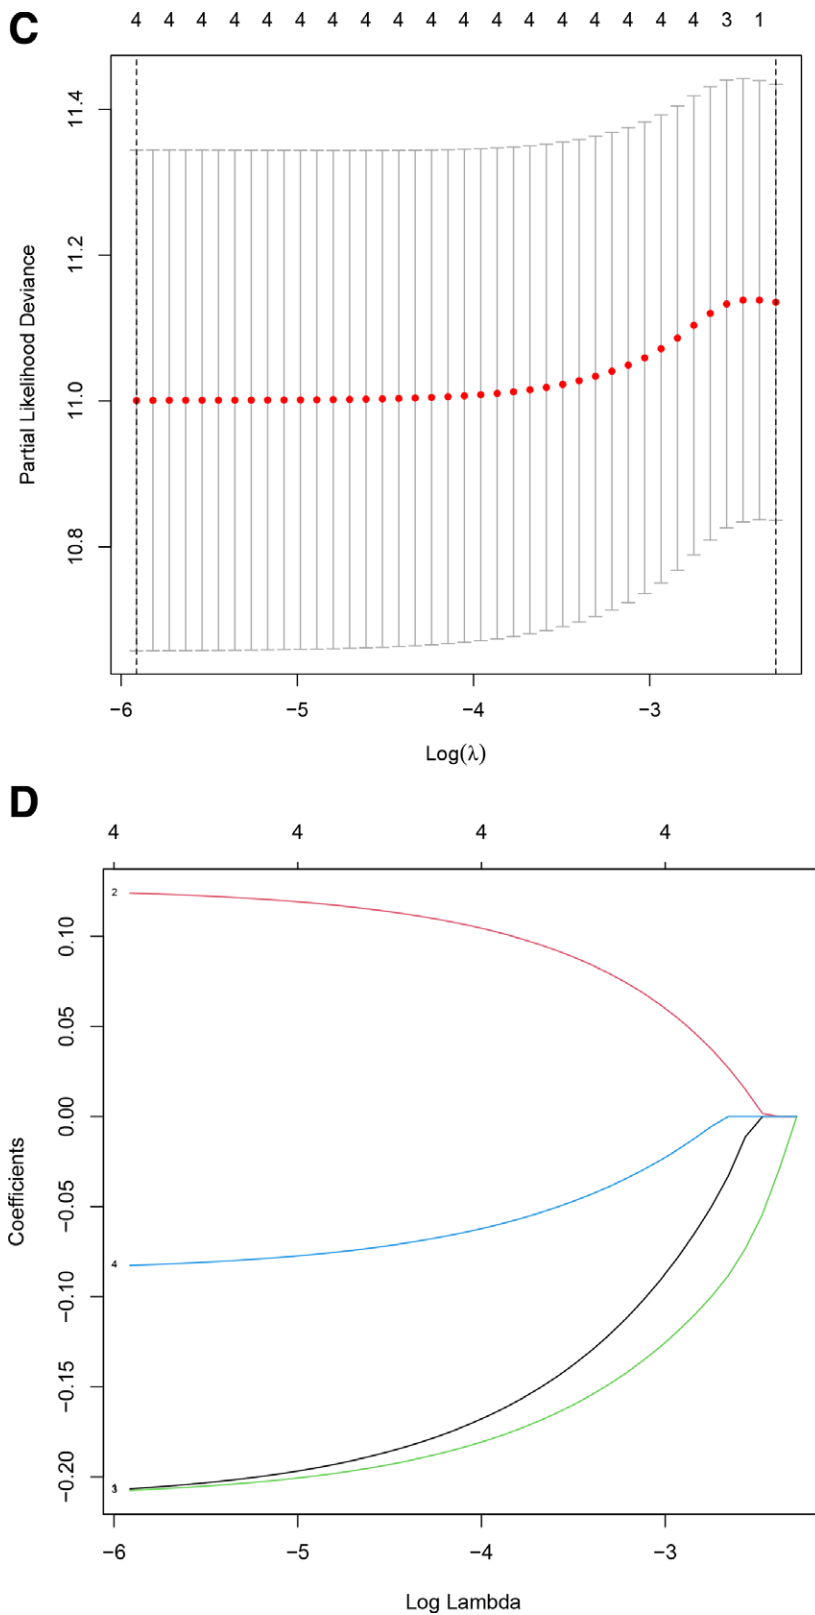 C
4 4 4 4 4 4 4 4 4 4 4 4 4 4 4 4 4 4 3 1
11.4
11.2
11.0
10.8
Partial Likelihood Deviance
−6 −5 −4 −3
Log(λ)
D
4 4 4 4
2
0.10
0.05
0.00
−0.05
−0.10
−0.15
−0.20
Coefficients
4
3
−6 −5 −4 −3
Log Lambda